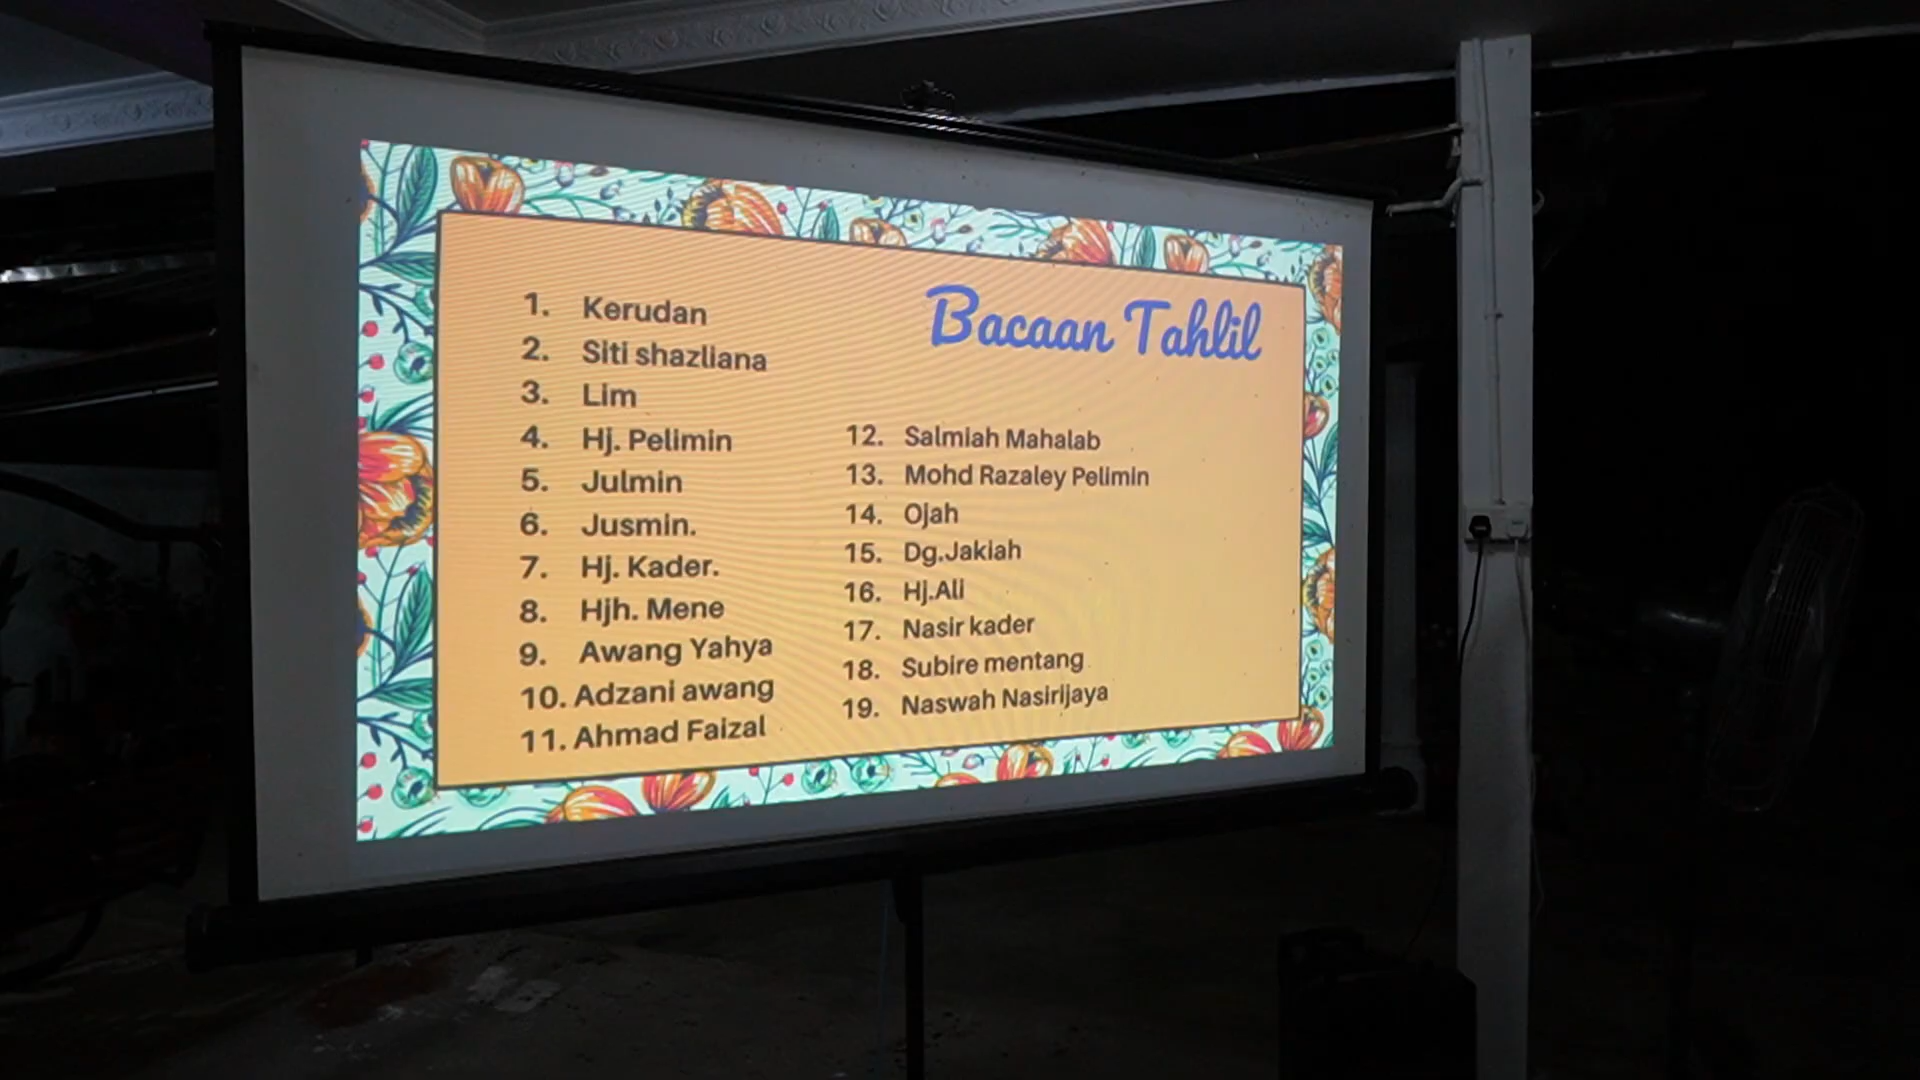 Bacaan Tahlil
1. Kerudan
2. Siti shazliana
3. Lim
4. Hj. Pelimin
5. Julmin
6. Jusmin.
7. Hj. Kader.
8. Hjh. Mene
9. Awang Yahya
10. Adzani awang
11. Ahmad Faizal
12. Salmiah Mahalab
13. Mohd Razaley Pelimin
14. Ojah
15. Dg.Jakiah
16. Hj.Ali
17. Nasir kader
18. Subire mentang
19. Naswah Nasirijaya